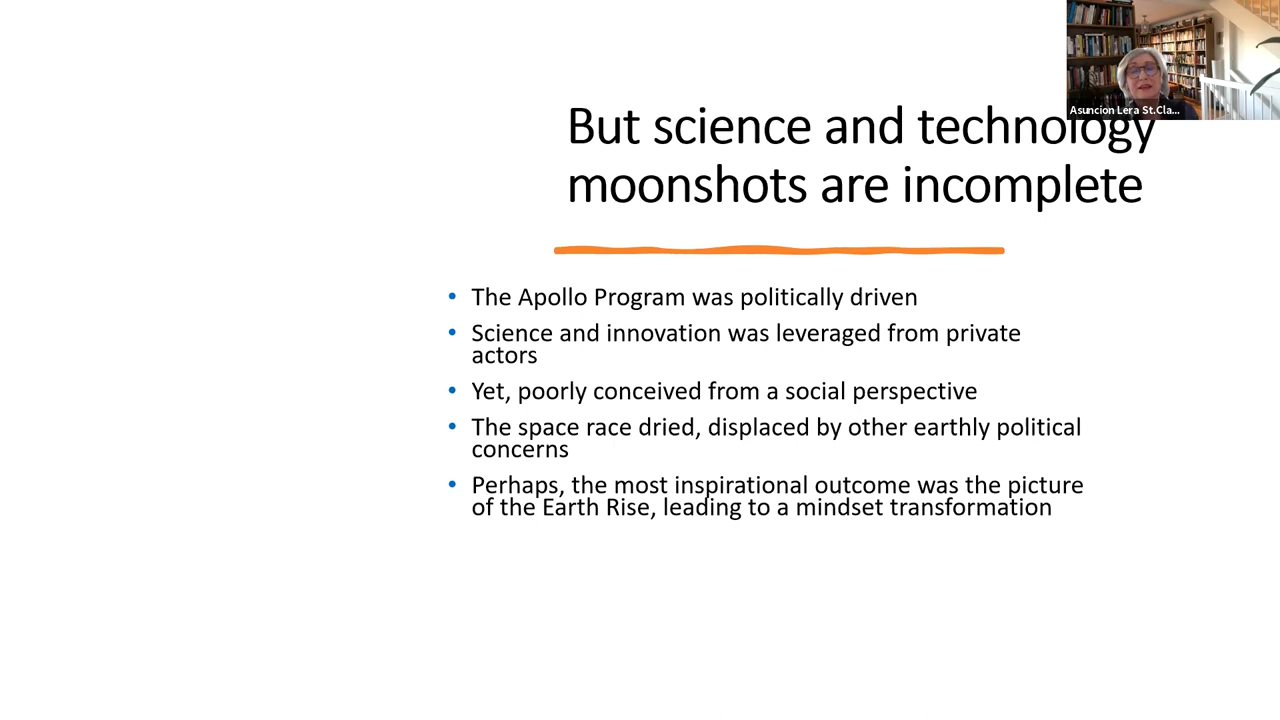 Asuncion Lera St.Cla...
But science and technology
moonshots are incomplete
• The Apollo Program was politically driven
• Science and innovation was leveraged from private
actors
• Yet, poorly conceived from a social perspective
• The space race dried, displaced by other earthly political
concerns
• Perhaps, the most inspirational outcome was the picture
of the Earth Rise, leading to a mindset transformation